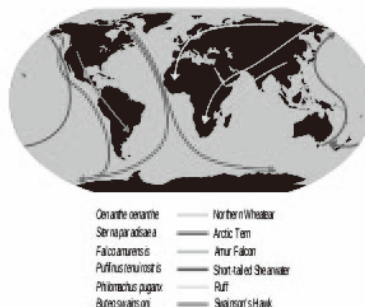 Oenanthe oenanthe Northern Wheatear
Sterna paradisaea Arctic Tern
Falco amurensis Amur Falcon
Puffinus tenuirostris Short-tailed Shearwater
Philomachus pugnax Ruff
Buteo swainsoni Swainson's Hawk